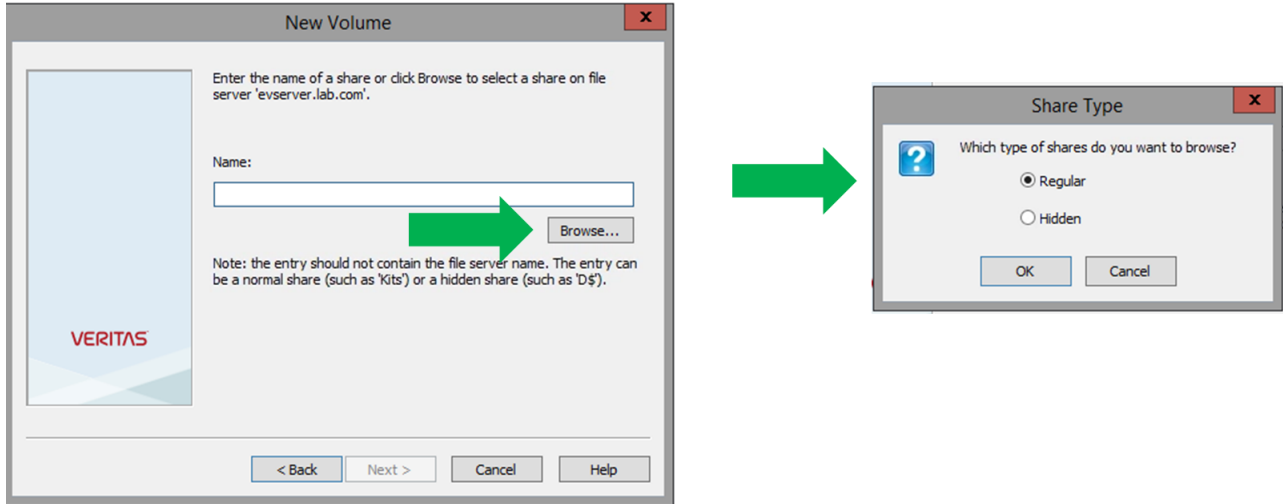 New Volume
x
Enter the name of a share or click Browse to select a share on file
server 'evserver.lab.com'.
Name:
Browse...
Note: the entry should not contain the file server name. The entry can
be a normal share (such as 'Kits') or a hidden share (such as 'D$').
VERITAS
< Back
Next >
Cancel
Help
Share Type
x
?
Which type of shares do you want to browse?
Regular
Hidden
OK
Cancel